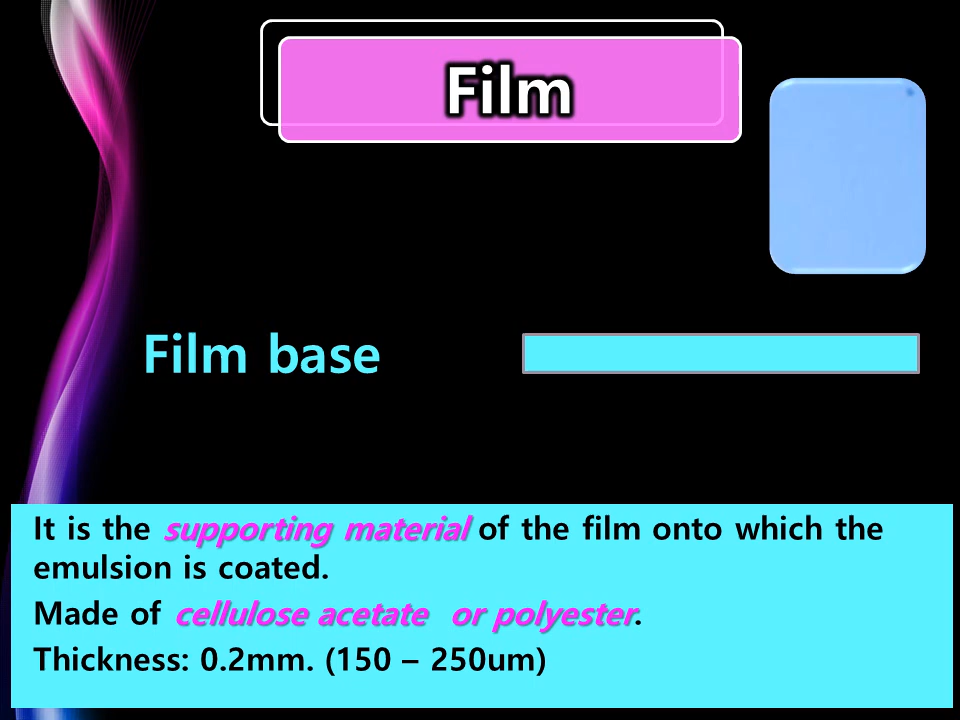 Film
Film base
It is the supporting material of the film onto which the
emulsion is coated.
Made of cellulose acetate  or polyester.
Thickness: 0.2mm. (150 – 250um)